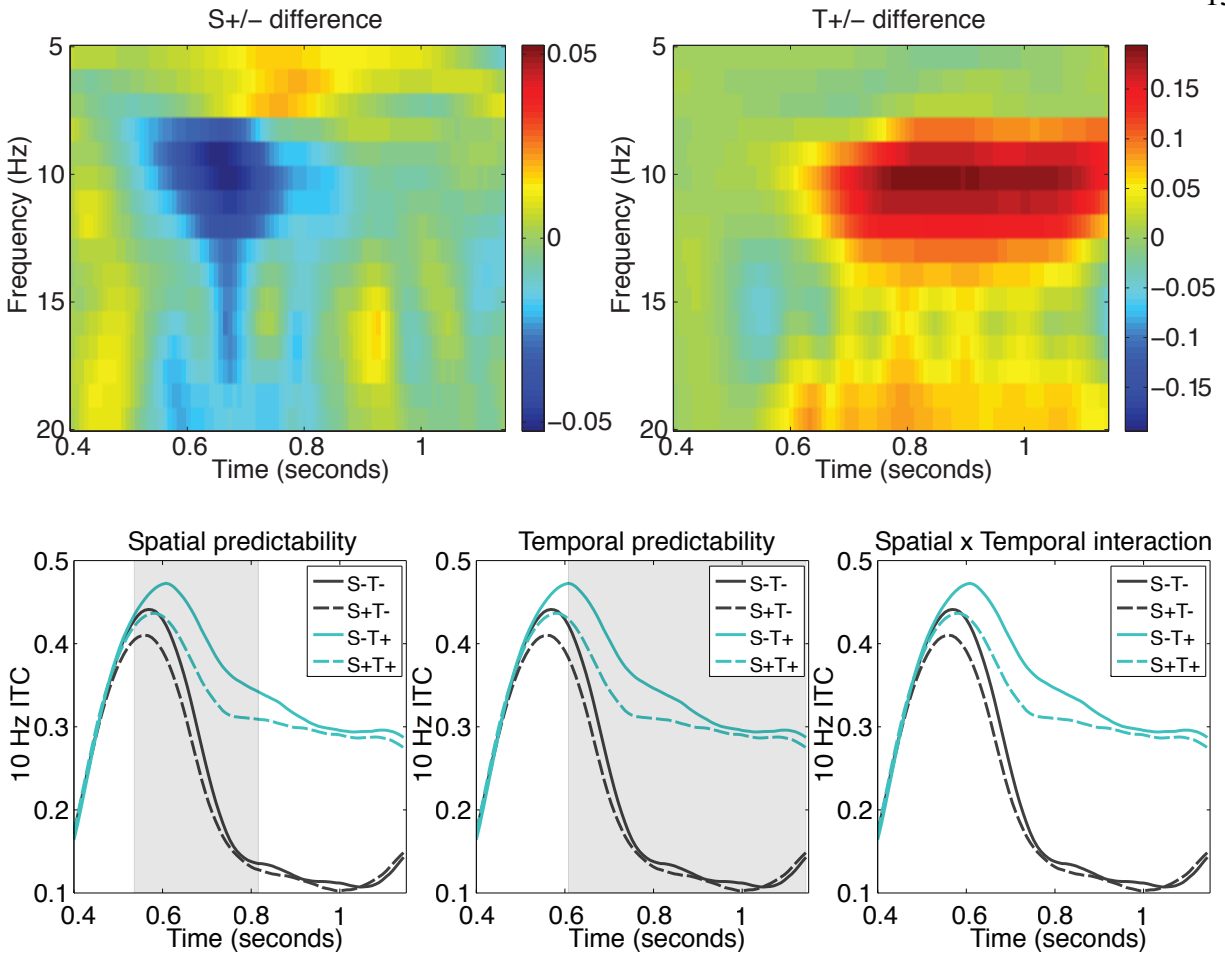 S+/− difference
T+/− difference
5
10
15
20
Frequency (Hz)
0.4
0.6
0.8
1
Time (seconds)
0.05
0
−0.05
5
10
15
20
Frequency (Hz)
0.4
0.6
0.8
1
Time (seconds)
0.15
0.1
0.05
0
−0.05
−0.1
−0.15
Spatial predictability
0.5
0.4
0.3
0.2
0.1
10 Hz ITC
S-T-
S+T-
S-T+
S+T+
0.4
0.6
0.8
1
Time (seconds)
Temporal predictability
0.5
0.4
0.3
0.2
0.1
10 Hz ITC
S-T-
S+T-
S-T+
S+T+
0.4
0.6
0.8
1
Time (seconds)
Spatial x Temporal interaction
0.5
0.4
0.3
0.2
0.1
10 Hz ITC
S-T-
S+T-
S-T+
S+T+
0.4
0.6
0.8
1
Time (seconds)